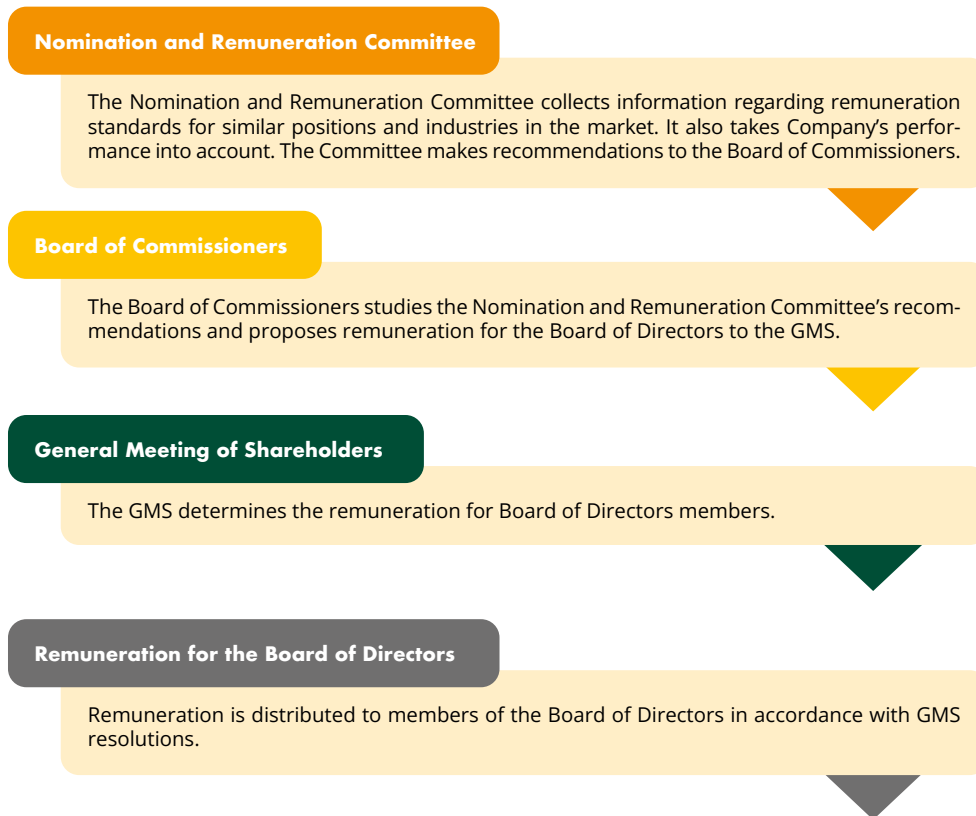 Nomination and Remuneration Committee
The Nomination and Remuneration Committee collects information regarding remuneration
standards for similar positions and industries in the market. It also takes Company’s perfor-
mance into account. The Committee makes recommendations to the Board of Commissioners.
Board of Commissioners
The Board of Commissioners studies the Nomination and Remuneration Committee’s recom-
mendations and proposes remuneration for the Board of Directors to the GMS.
General Meeting of Shareholders
The GMS determines the remuneration for Board of Directors members.
Remuneration for the Board of Directors
Remuneration is distributed to members of the Board of Directors in accordance with GMS
resolutions.